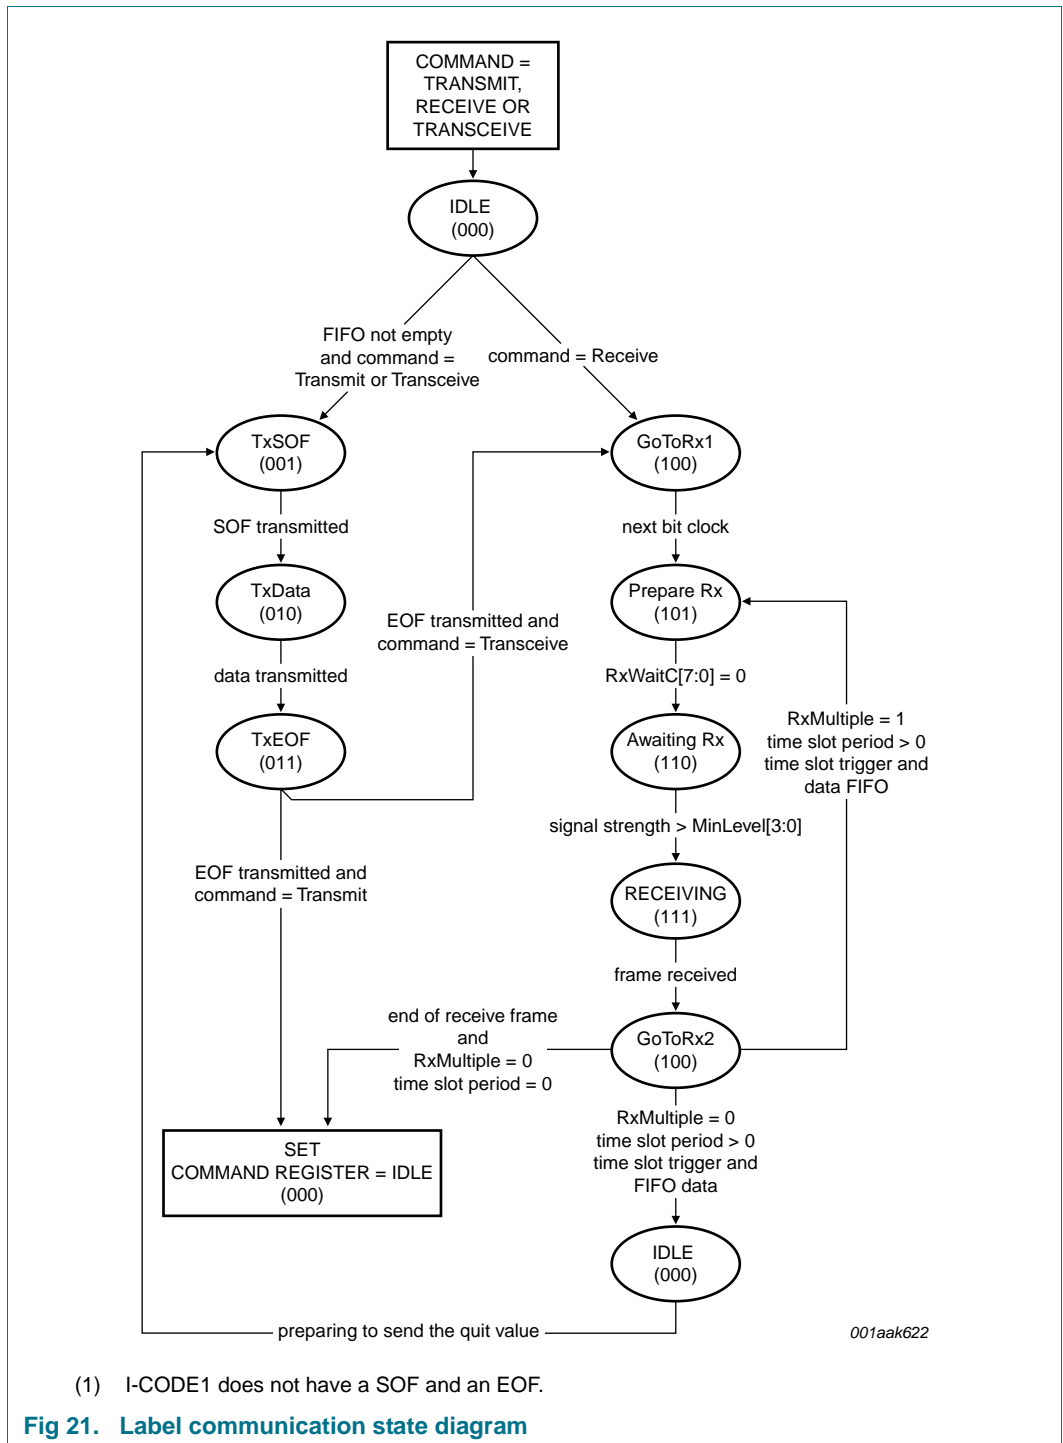 COMMAND =
TRANSMIT,
RECEIVE OR
TRANSCEIVE
IDLE
(000)
FIFO not empty
and command =
Transmit or Transceive
command = Receive
TxSOF
(001)
GoToRx1
(100)
SOF transmitted
next bit clock
TxData
(010)
Prepare Rx
(101)
EOF transmitted and
command = Transceive
data transmitted
RxWaitC[7:0] = 0
TxEOF
(011)
Awaiting Rx
(110)
RxMultiple = 1
time slot period > 0
time slot trigger and
data FIFO
signal strength > MinLevel[3:0]
EOF transmitted and
command = Transmit
RECEIVING
(111)
frame received
end of receive frame
and
RxMultiple = 0
time slot period = 0
GoToRx2
(100)
RxMultiple = 0
time slot period > 0
time slot trigger and
FIFO data
SET
COMMAND REGISTER = IDLE
(000)
IDLE
(000)
preparing to send the quit value
001aak622
(1) I-CODE1 does not have a SOF and an EOF.
Fig 21. Label communication state diagram